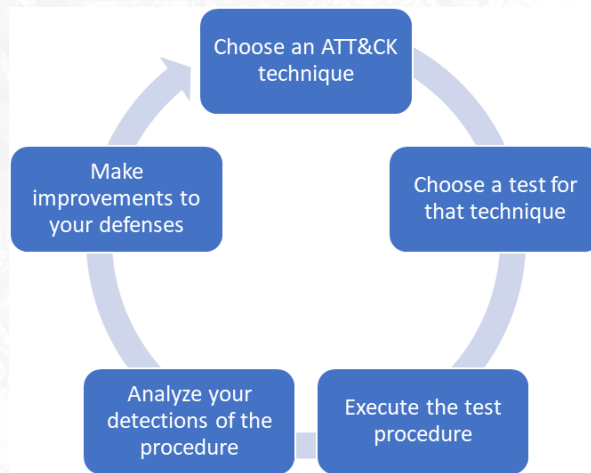 Choose an ATT&CK
technique
Choose a test for
that technique
Execute the test
procedure
Analyze your
detections of the
procedure
Make
improvements to
your defenses